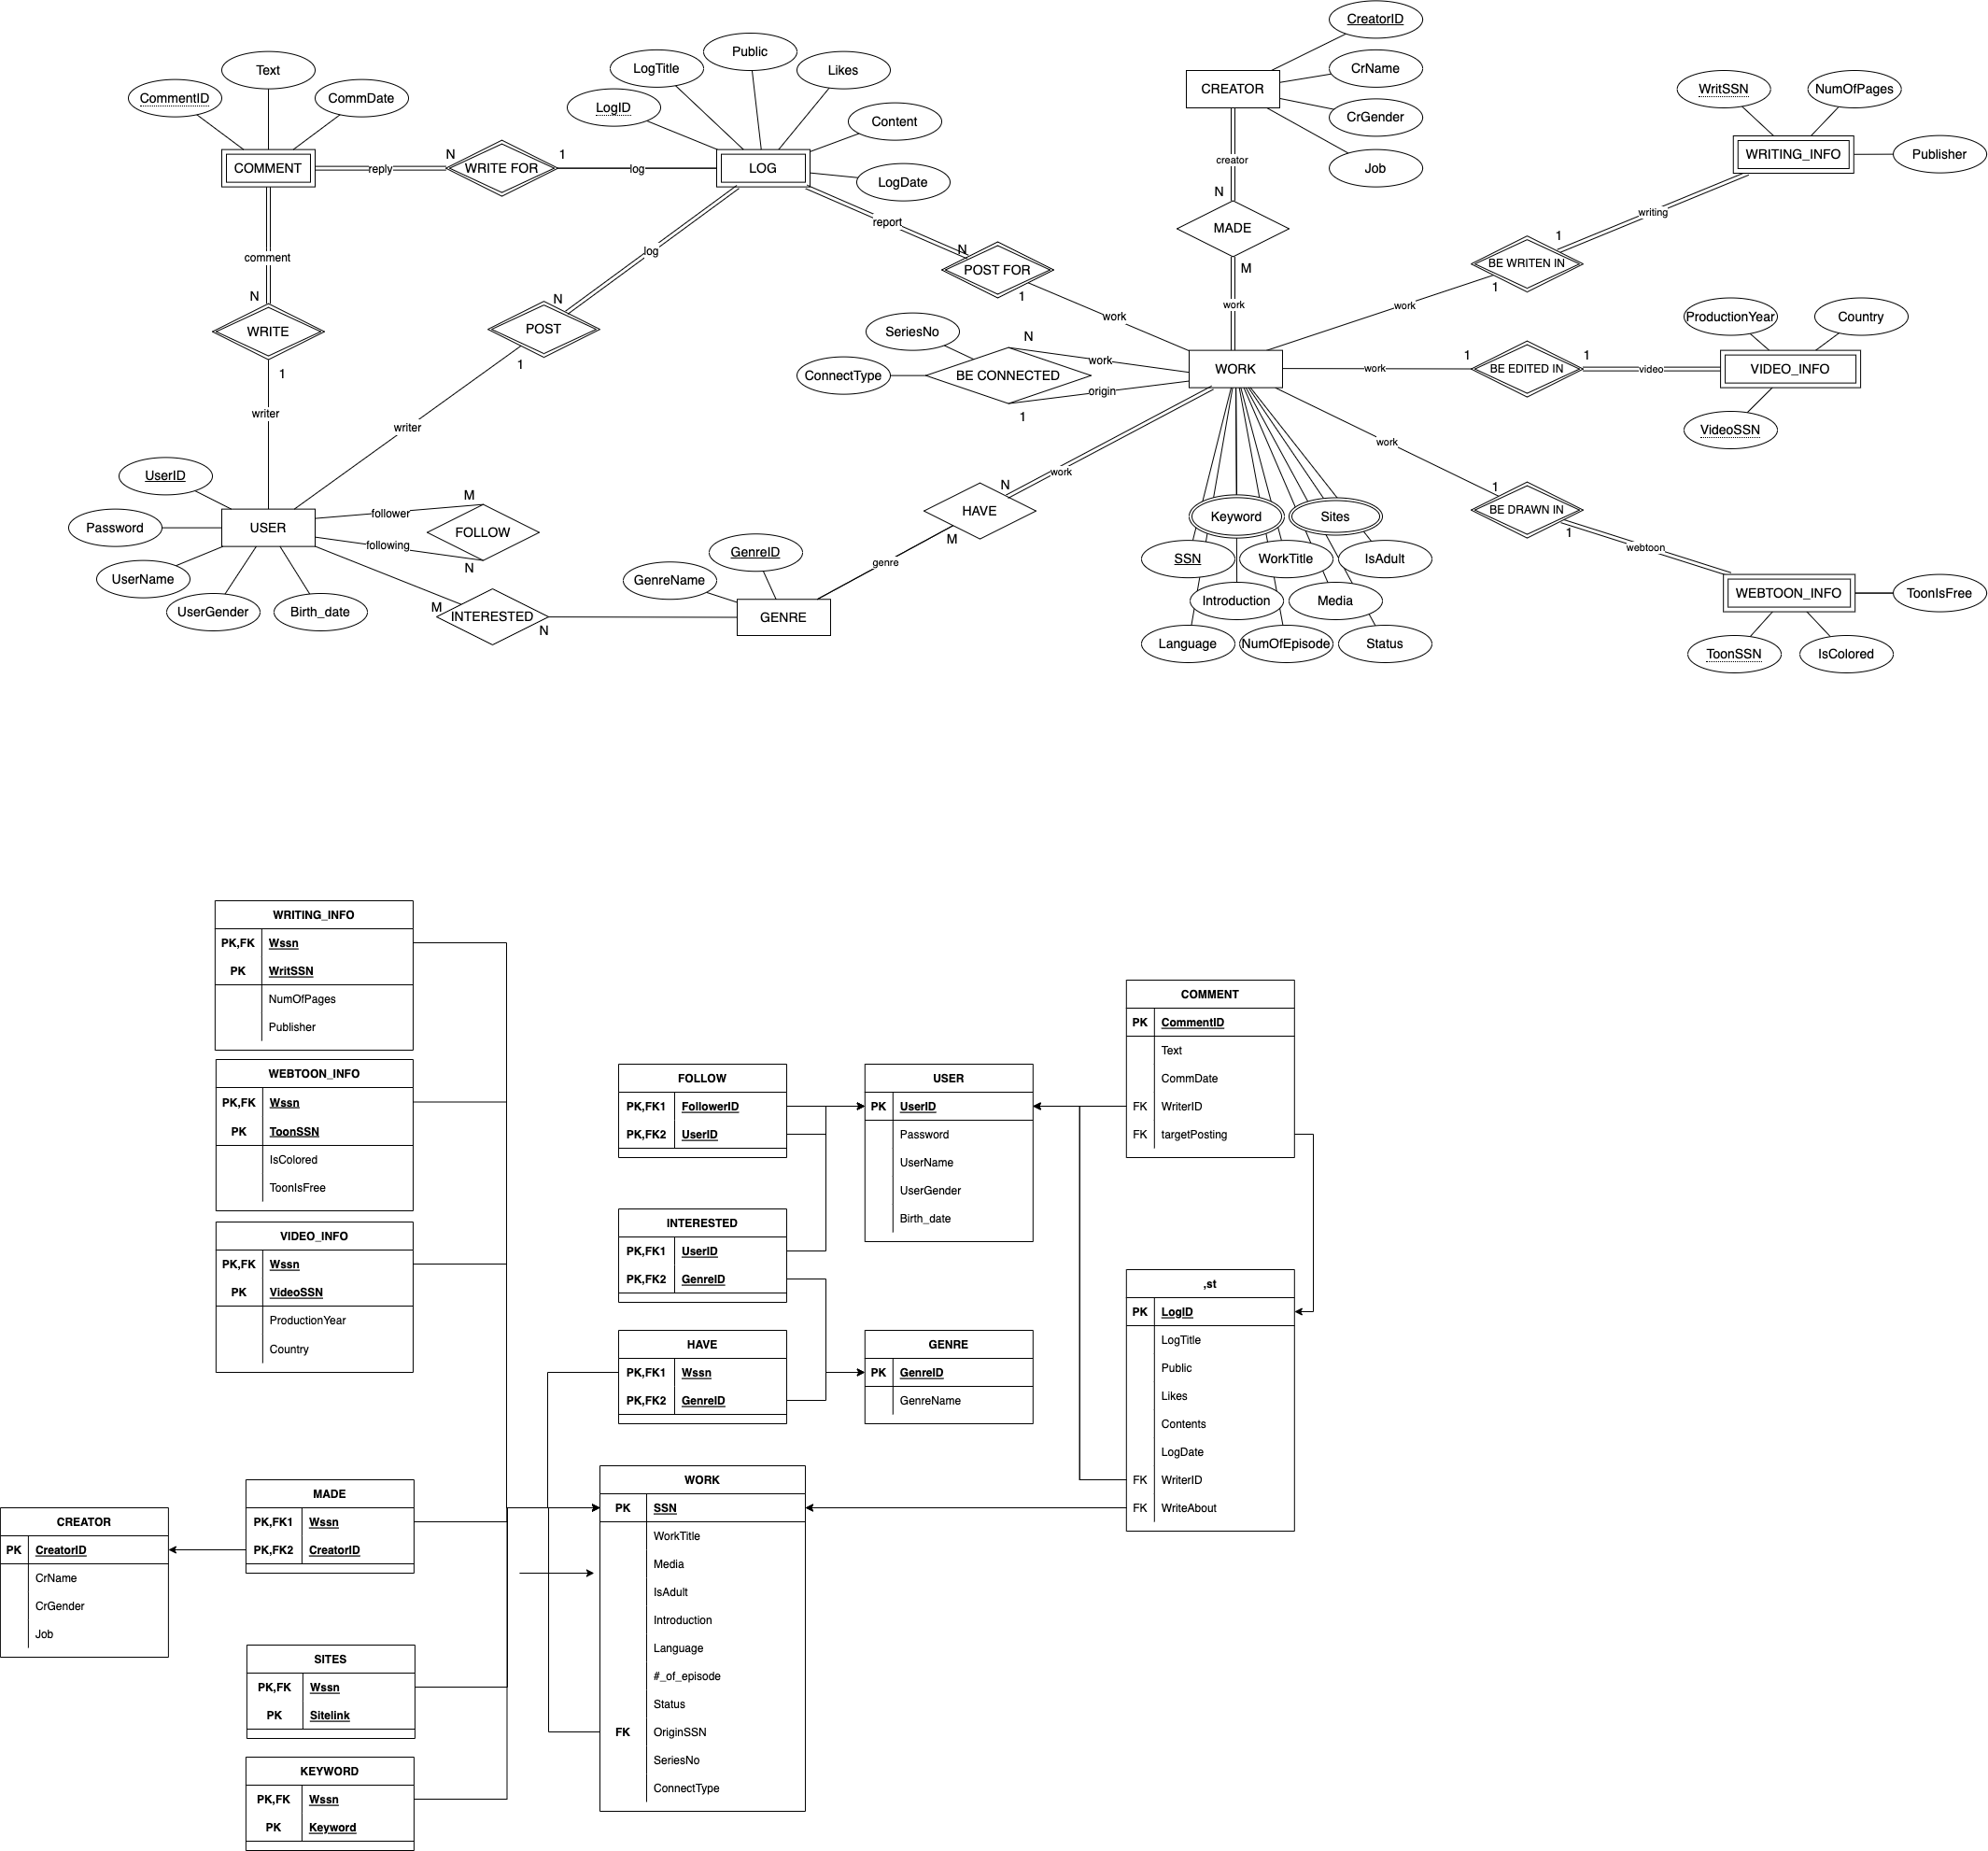 CreatorID
Text
CommentID
CommDate
LogTitle
Public
Likes
LogID
Content
LogDate
CREATOR
CrName
CrGender
Job
WritSSN
NumOfPages
WRITING_INFO
Publisher
COMMENT
reply
N
WRITE FOR
1
log
LOG
creator
N
MADE
M
work
report
N
POST FOR
1
work
writing
1
BE WRITEN IN
1
work
comment
N
WRITE
1
writer
log
N
POST
1
writer
SeriesNo
ConnectType
N
BE CONNECTED
work
origin
1
WORK
work
1
BE EDITED IN
1
video
ProductionYear
Country
VIDEO_INFO
VideoSSN
work
1
BE DRAWN IN
1
webtoon
UserID
Password
USER
UserName
UserGender
Birth_date
follower
M
FOLLOW
following
N
M
INTERESTED
N
GenreID
GenreName
GENRE
genre
M
HAVE
N
work
Keyword
Sites
SSN
WorkTitle
IsAdult
Introduction
Media
Language
NumOfEpisode
Status
WEBTOON_INFO
ToonIsFree
ToonSSN
IsColored
WRITING_INFO
PK,FK Wssn
PK WritSSN
NumOfPages
Publisher
WEBTOON_INFO
PK,FK Wssn
PK ToonSSN
IsColored
ToonIsFree
VIDEO_INFO
PK,FK Wssn
PK VideoSSN
ProductionYear
Country
FOLLOW
PK,FK1 FollowerID
PK,FK2 UserID
USER
PK UserID
Password
UserName
UserGender
Birth_date
COMMENT
PK CommentID
Text
CommDate
FK WriterID
FK targetPosting
INTERESTED
PK,FK1 UserID
PK,FK2 GenreID
HAVE
PK,FK1 Wssn
PK,FK2 GenreID
GENRE
PK GenreID
GenreName
,st
PK LogID
LogTitle
Public
Likes
Contents
LogDate
FK WriterID
FK WriteAbout
CREATOR
PK CreatorID
CrName
CrGender
Job
MADE
PK,FK1 Wssn
PK,FK2 CreatorID
WORK
PK SSN
WorkTitle
Media
IsAdult
Introduction
Language
#_of_episode
Status
FK OriginSSN
SeriesNo
ConnectType
SITES
PK,FK Wssn
PK Sitelink
KEYWORD
PK,FK Wssn
PK Keyword